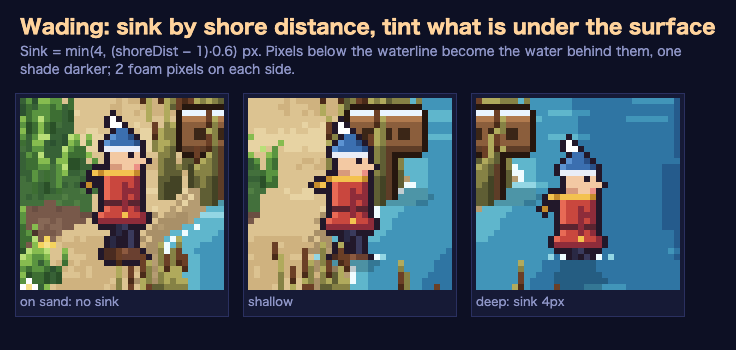 Wading: sink by shore distance, tint what is under the surface
Sink = min(4, (shoreDist − 1)·0.6) px. Pixels below the waterline become the water behind them, one
shade darker; 2 foam pixels on each side.
on sand: no sink
shallow
deep: sink 4px